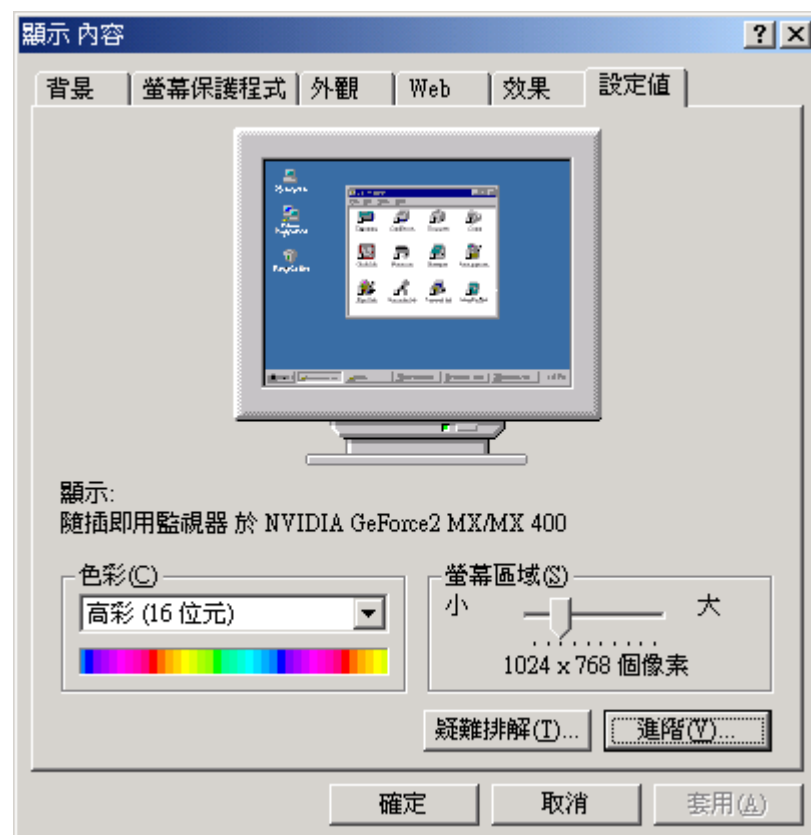 顯示 內容
背景
螢幕保護程式
外觀
Web
效果
設定值
顯示:
隨插即用監視器 於 NVIDIA GeForce2 MX/MX 400
色彩(C)
高彩 (16 位元)
螢幕區域(S)
小
大
1024 x 768 個像素
疑難排解(T)...
進階(V)...
確定
取消
套用(A)